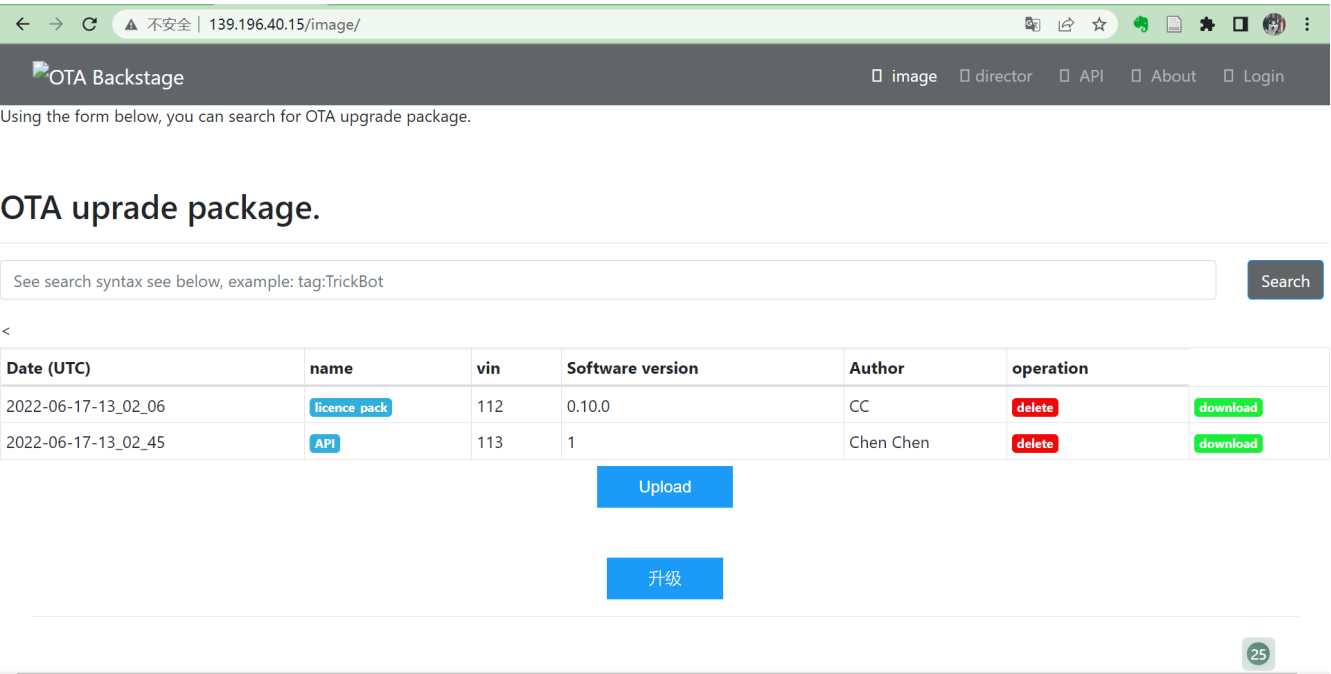 不安全 | 139.196.40.15/image/
OTA Backstage image director API About Login
Using the form below, you can search for OTA upgrade package.
OTA uprade package.
See search syntax see below, example: tag:TrickBot Search
<
Date (UTC) name vin Software version Author operation
2022-06-17-13_02_06 licence pack 112 0.10.0 CC delete download
2022-06-17-13_02_45 API 113 1 Chen Chen delete download
Upload
升级
25